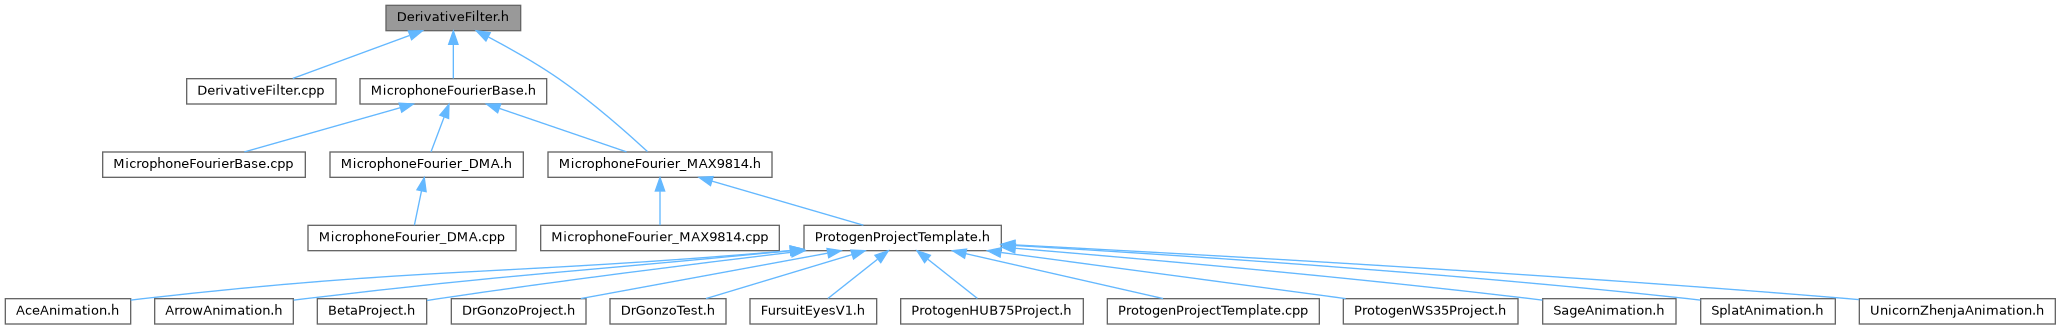 DerivativeFilter.h
DerivativeFilter.cpp
MicrophoneFourierBase.h
MicrophoneFourierBase.cpp
MicrophoneFourier_DMA.h
MicrophoneFourier_MAX9814.h
MicrophoneFourier_DMA.cpp
MicrophoneFourier_MAX9814.cpp
ProtogenProjectTemplate.h
AceAnimation.h
ArrowAnimation.h
BetaProject.h
DrGonzoProject.h
DrGonzoTest.h
FursuitEyesV1.h
ProtogenHUB75Project.h
ProtogenProjectTemplate.cpp
ProtogenWS35Project.h
SageAnimation.h
SplatAnimation.h
UnicornZhenjaAnimation.h